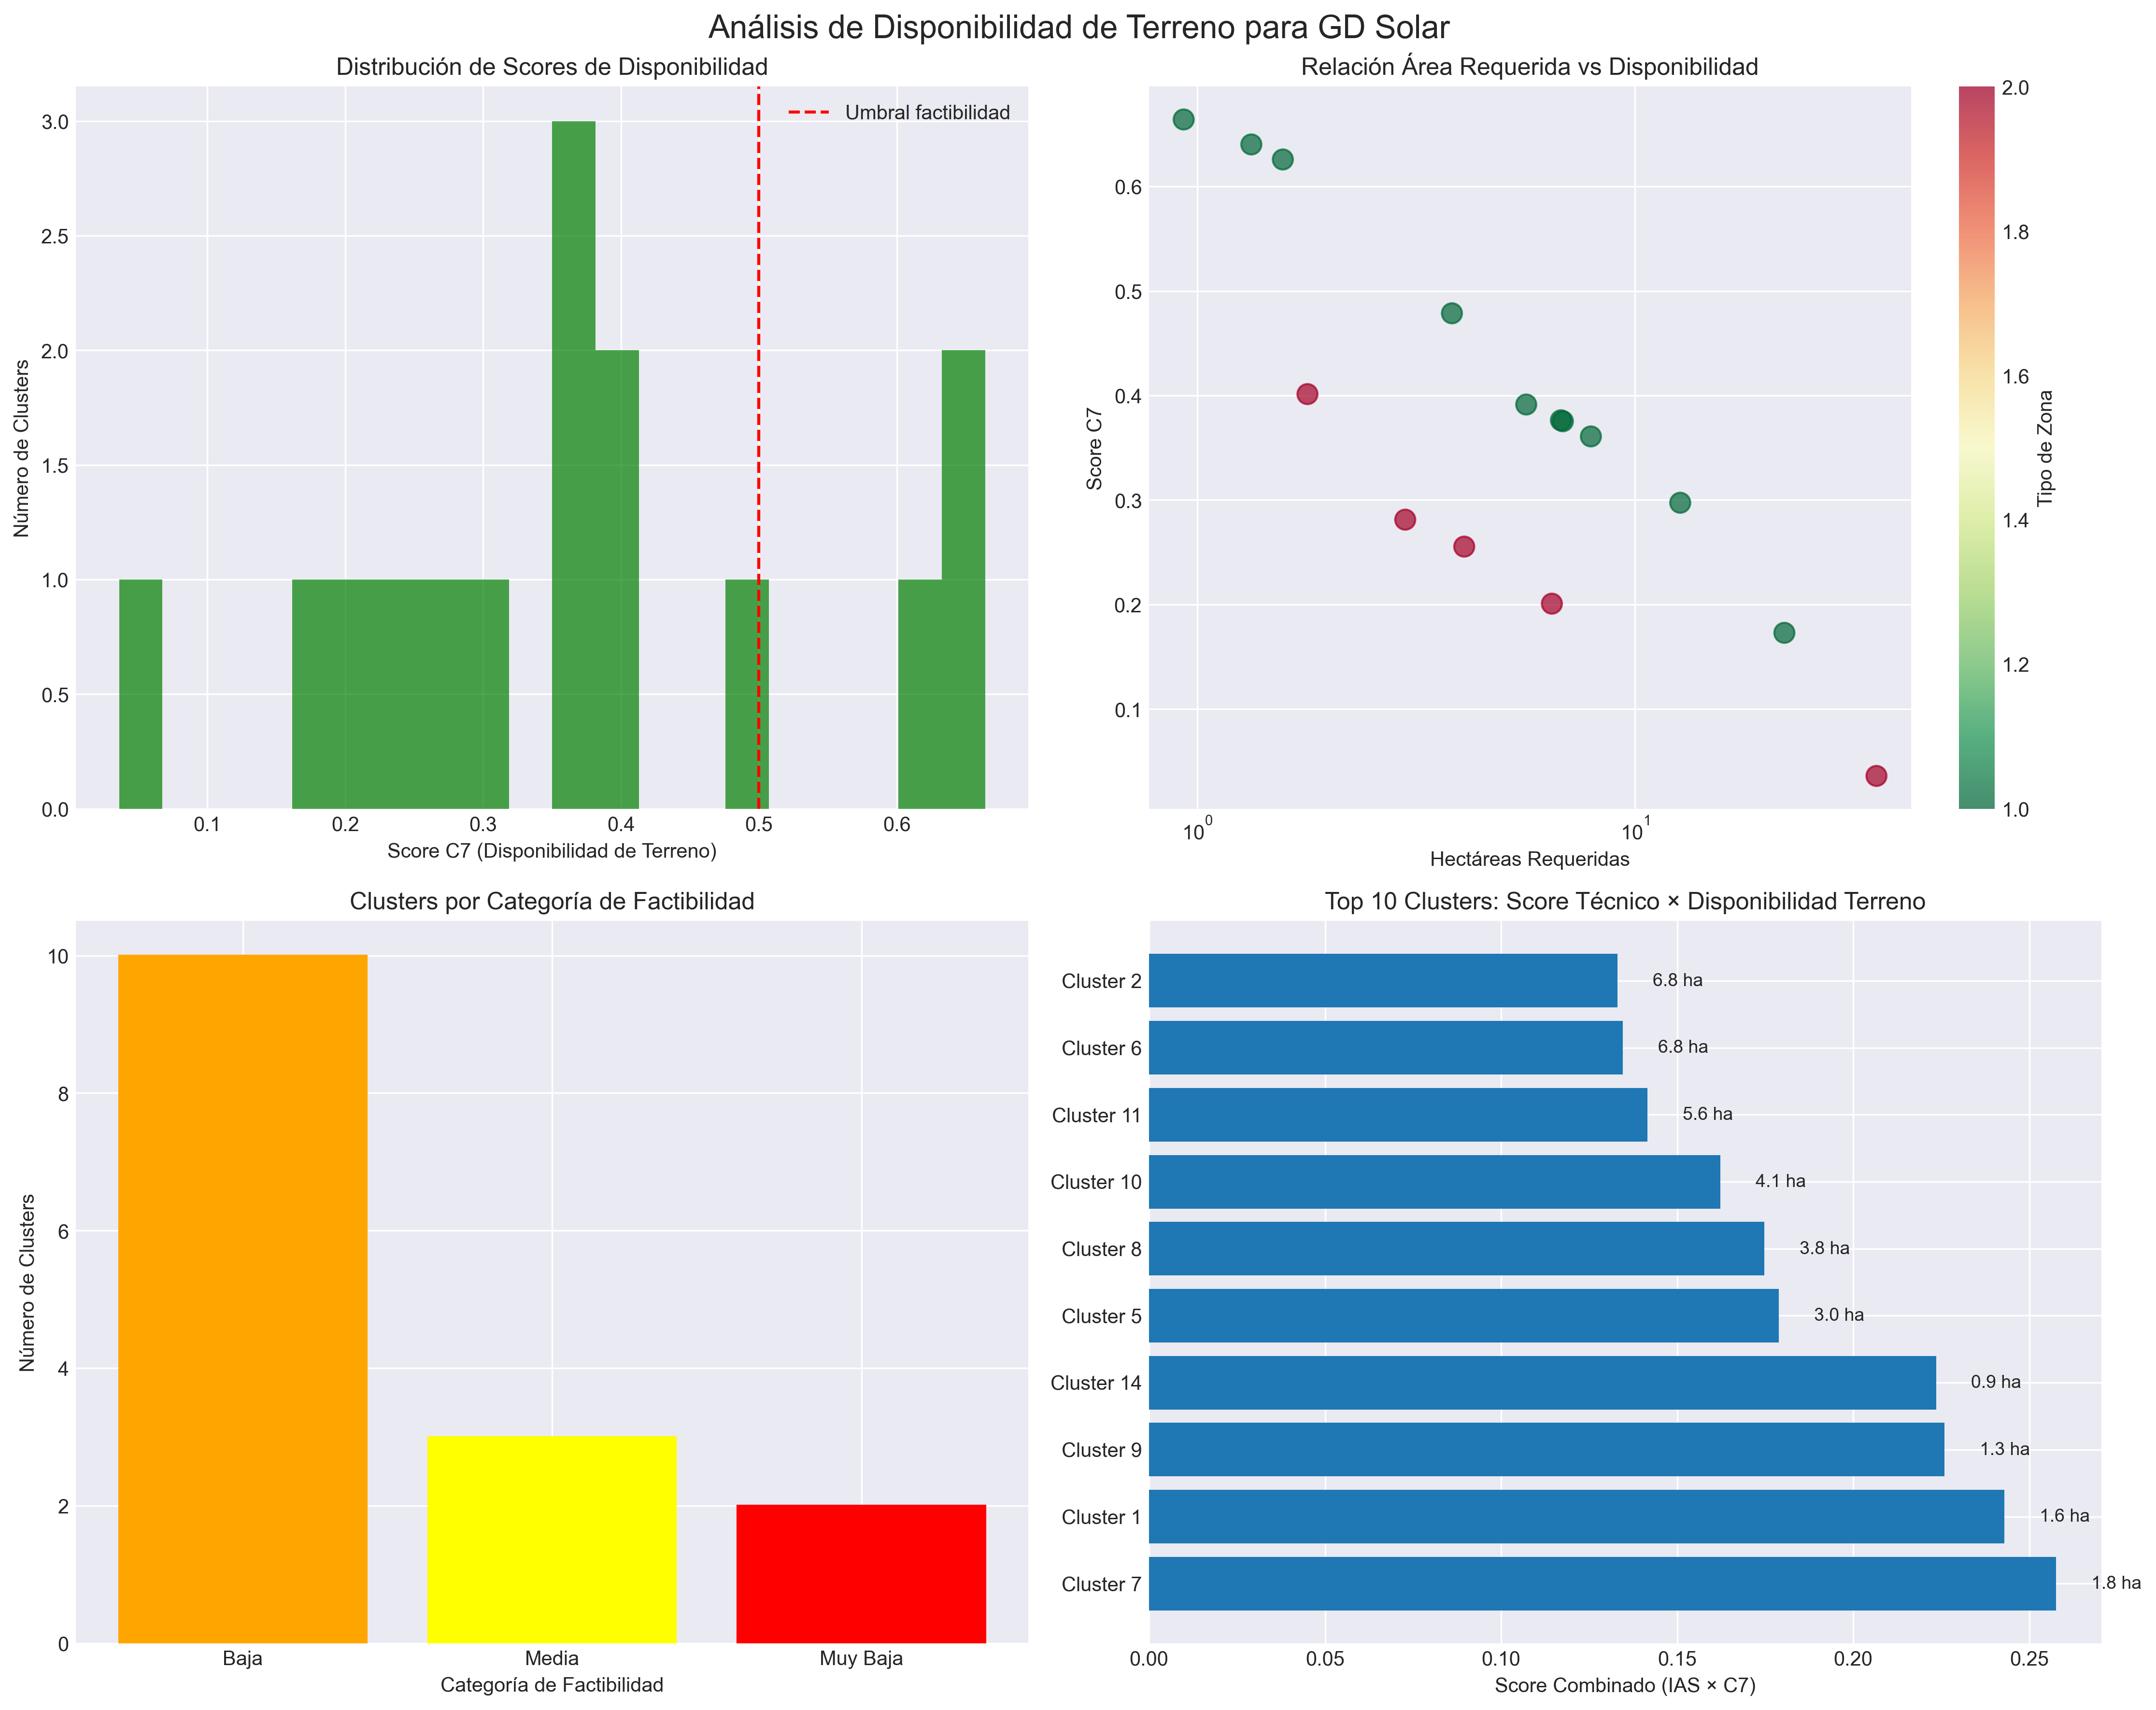 Análisis de Disponibilidad de Terreno para GD Solar
Distribución de Scores de Disponibilidad
Umbral factibilidad
3.0
2.5
2.0
1.5
1.0
0.5
0.0
Número de Clusters
0.1 0.2 0.3 0.4 0.5 0.6
Score C7 (Disponibilidad de Terreno)
Relación Área Requerida vs Disponibilidad
0.6
0.5
0.4
0.3
0.2
0.1
Score C7
10^0 10^1
Hectáreas Requeridas
2.0
1.8
1.6
1.4
1.2
1.0
Tipo de Zona
Clusters por Categoría de Factibilidad
10
8
6
4
2
0
Número de Clusters
Baja Media Muy Baja
Categoría de Factibilidad
Top 10 Clusters: Score Técnico × Disponibilidad Terreno
Cluster 2 6.8 ha
Cluster 6 6.8 ha
Cluster 11 5.6 ha
Cluster 10 4.1 ha
Cluster 8 3.8 ha
Cluster 5 3.0 ha
Cluster 14 0.9 ha
Cluster 9 1.3 ha
Cluster 1 1.6 ha
Cluster 7 1.8 ha
0.00 0.05 0.10 0.15 0.20 0.25
Score Combinado (IAS × C7)